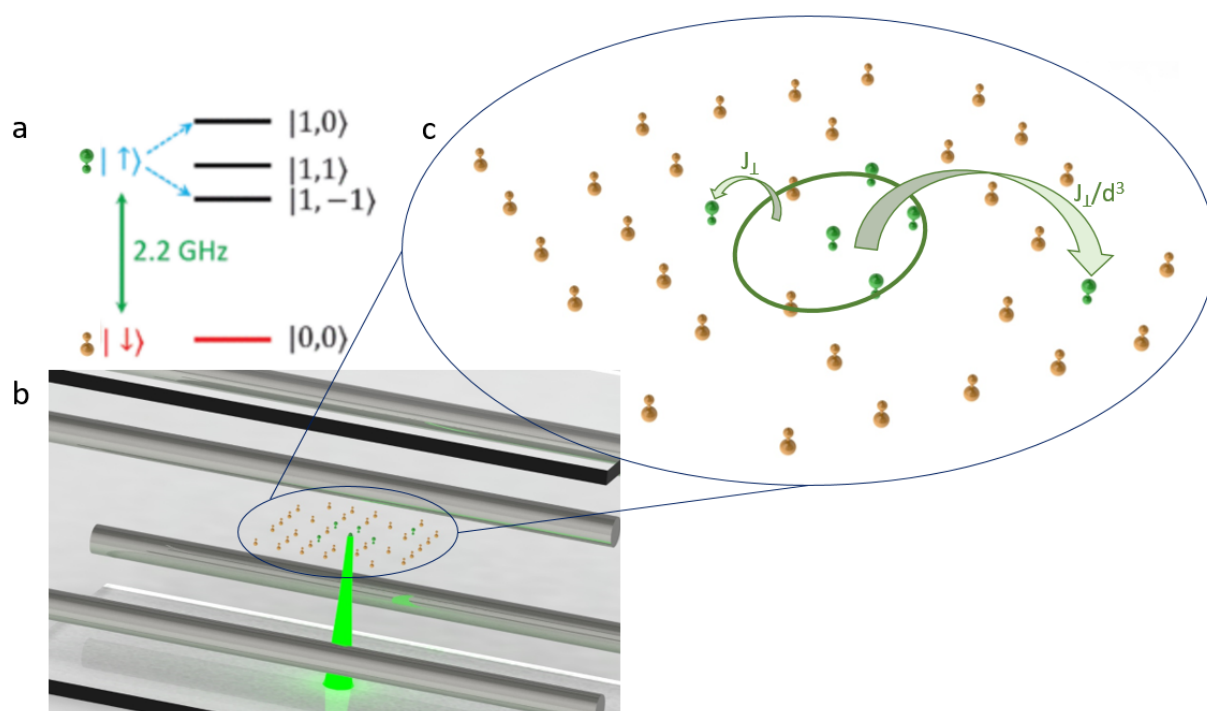 a
|↑⟩
|1,0⟩
|1,1⟩
|1,−1⟩
2.2 GHz
|↓⟩
|0,0⟩
b
c
J⊥
J⊥/d³